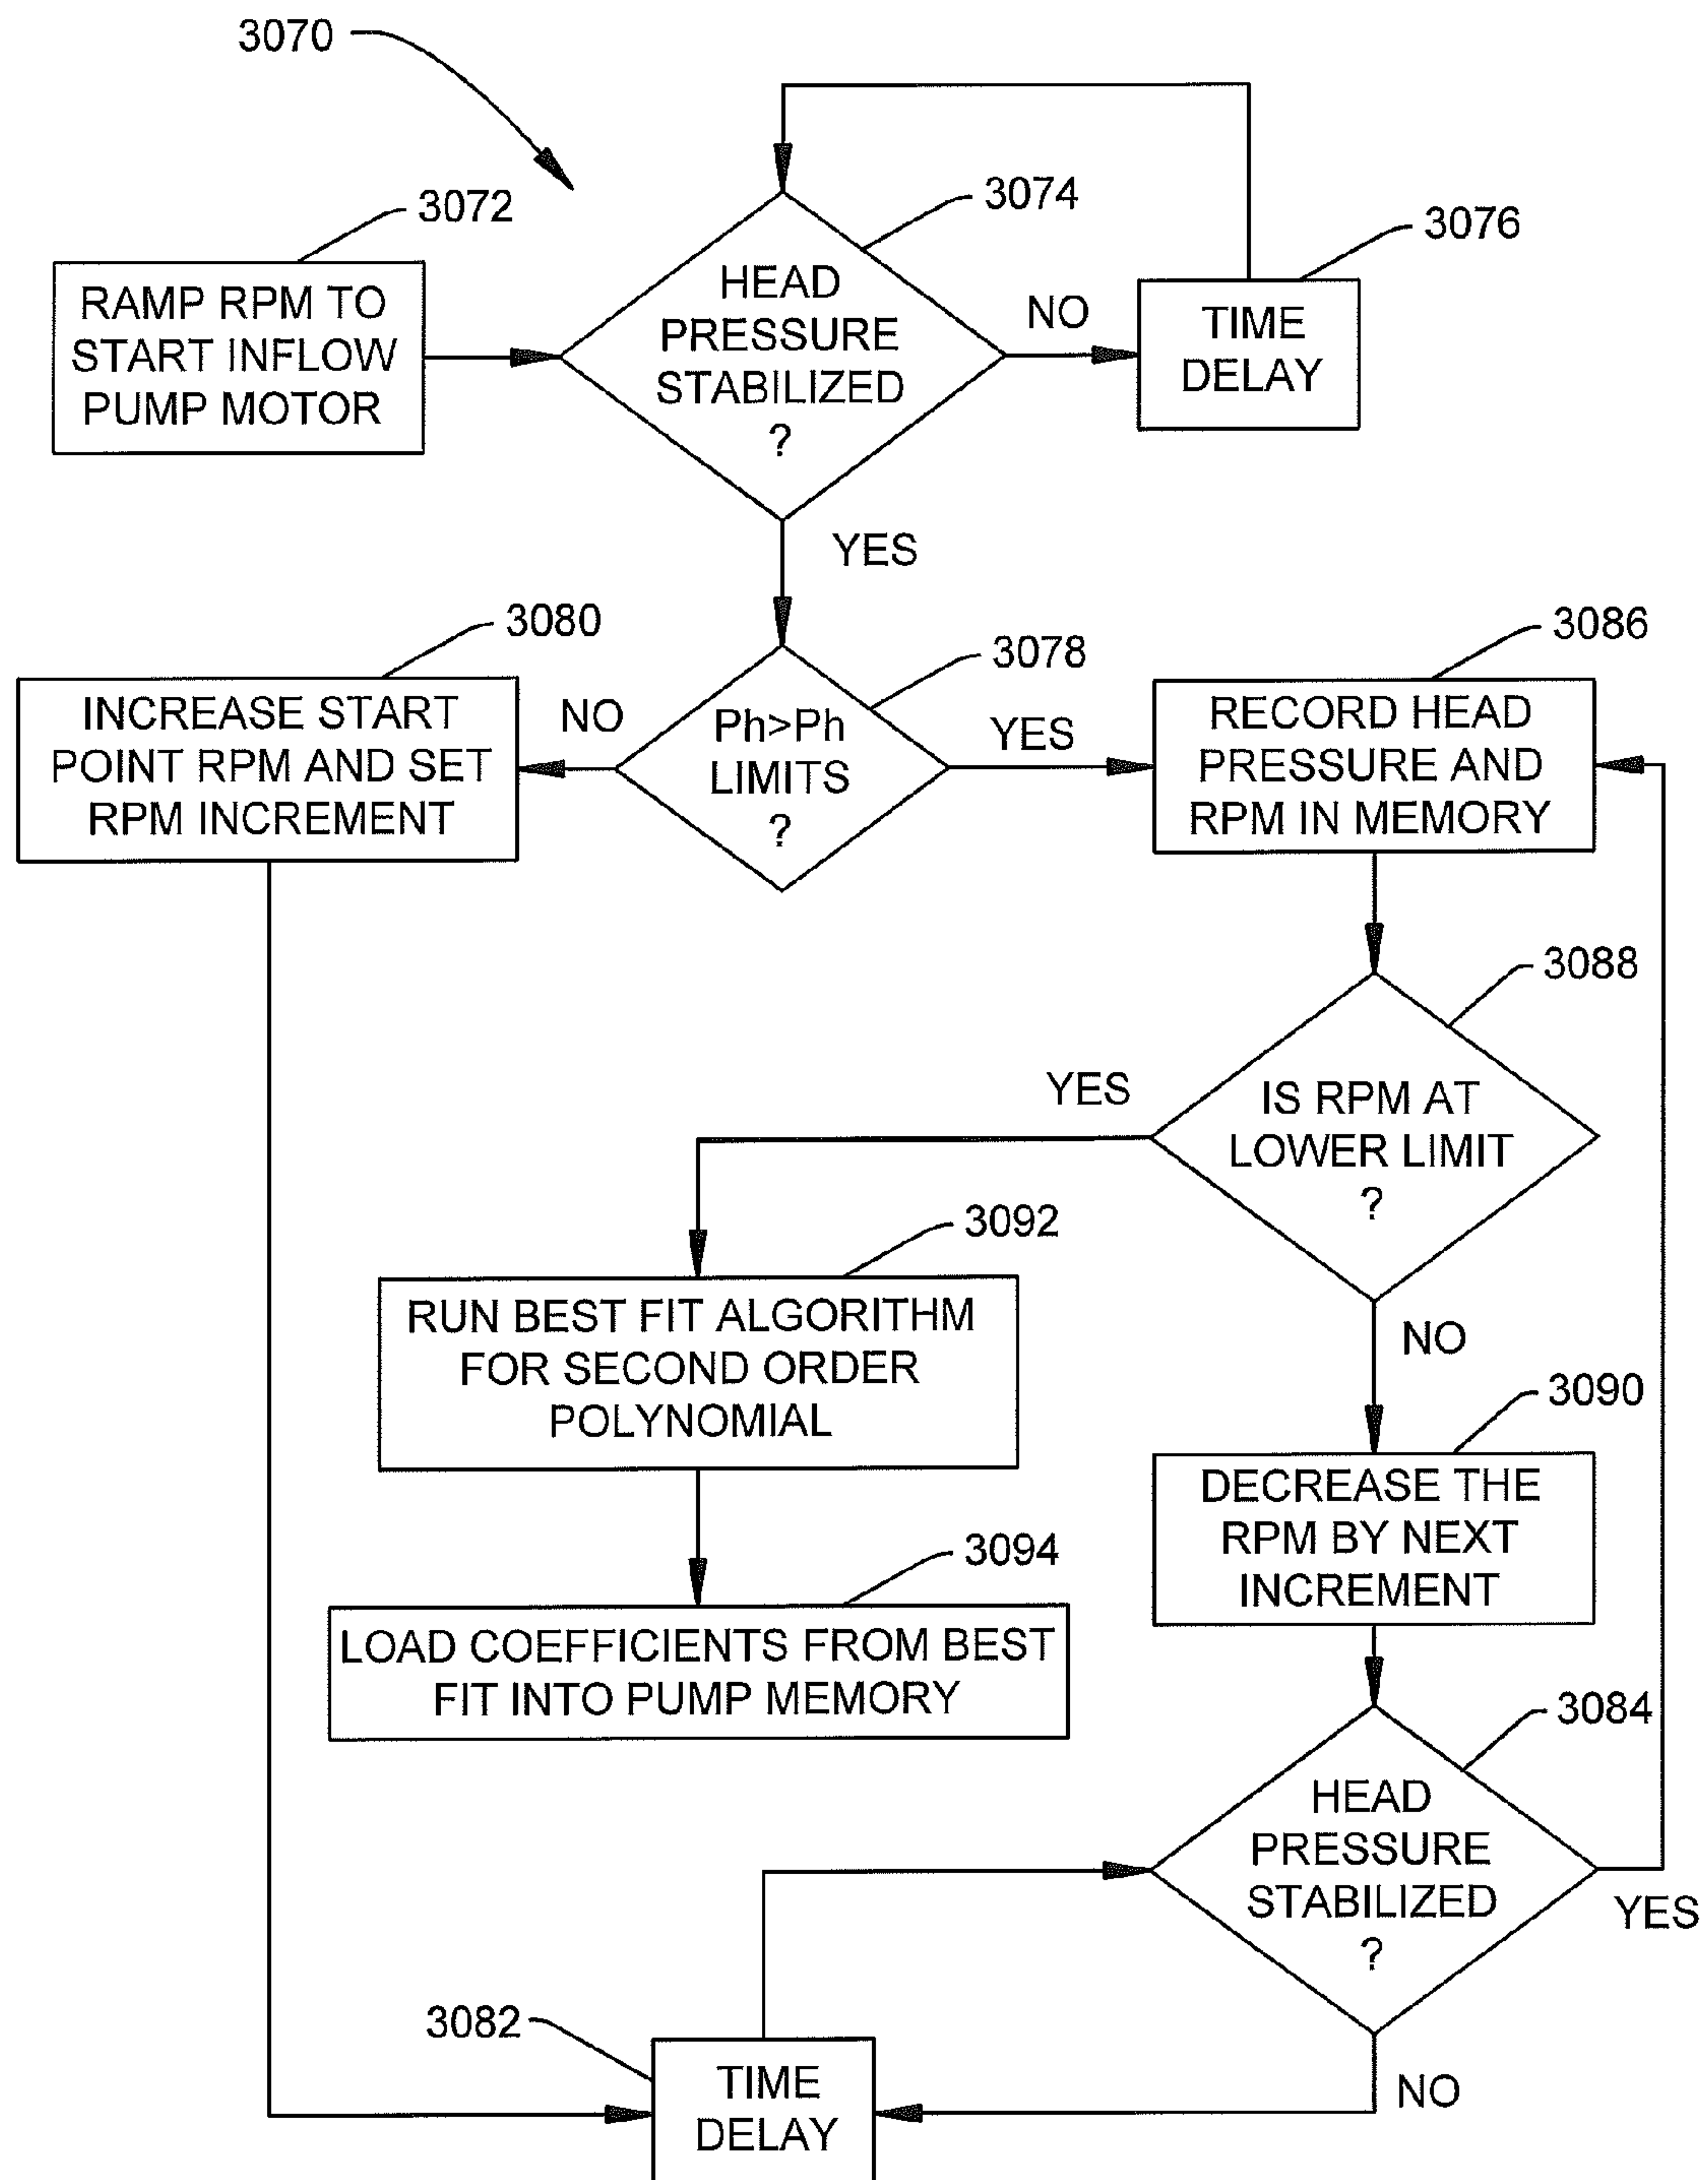 3070
3072
RAMP RPM TO
START INFLOW
PUMP MOTOR
3074
HEAD
PRESSURE
STABILIZED
?
NO
3076
TIME
DELAY
YES
3080
INCREASE START
POINT RPM AND SET
RPM INCREMENT
NO
3078
Ph>Ph
LIMITS
?
YES
3086
RECORD HEAD
PRESSURE AND
RPM IN MEMORY
3088
IS RPM AT
LOWER LIMIT
?
YES
NO
3092
RUN BEST FIT ALGORITHM
FOR SECOND ORDER
POLYNOMIAL
3090
DECREASE THE
RPM BY NEXT
INCREMENT
3094
LOAD COEFFICIENTS FROM BEST
FIT INTO PUMP MEMORY
3084
HEAD
PRESSURE
STABILIZED
?
YES
NO
3082
TIME
DELAY